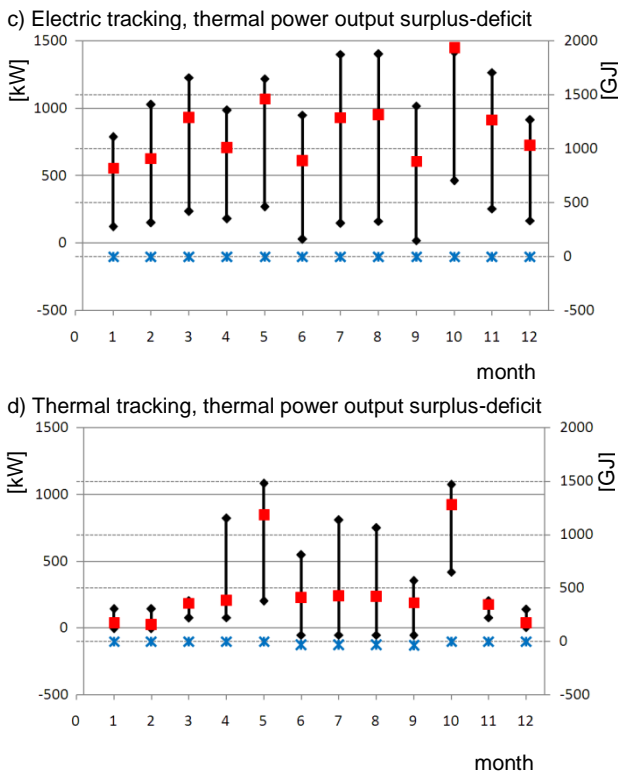 c) Electric tracking, thermal power output surplus-deficit
[kW]
[GJ]
1500
1000
500
0
-500
2000
1500
1000
500
0
-500
0 1 2 3 4 5 6 7 8 9 10 11 12
month
d) Thermal tracking, thermal power output surplus-deficit
[kW]
[GJ]
1500
1000
500
0
-500
2000
1500
1000
500
0
-500
0 1 2 3 4 5 6 7 8 9 10 11 12
month